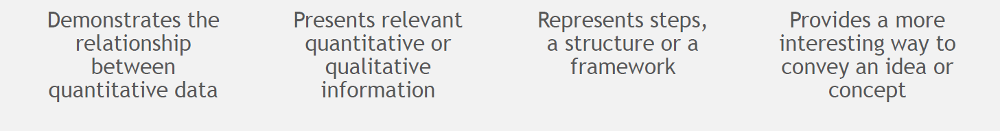 Demonstrates the
relationship
between
quantitative data
Presents relevant
quantitative or
qualitative
information
Represents steps,
a structure or a
framework
Provides a more
interesting way to
convey an idea or
concept